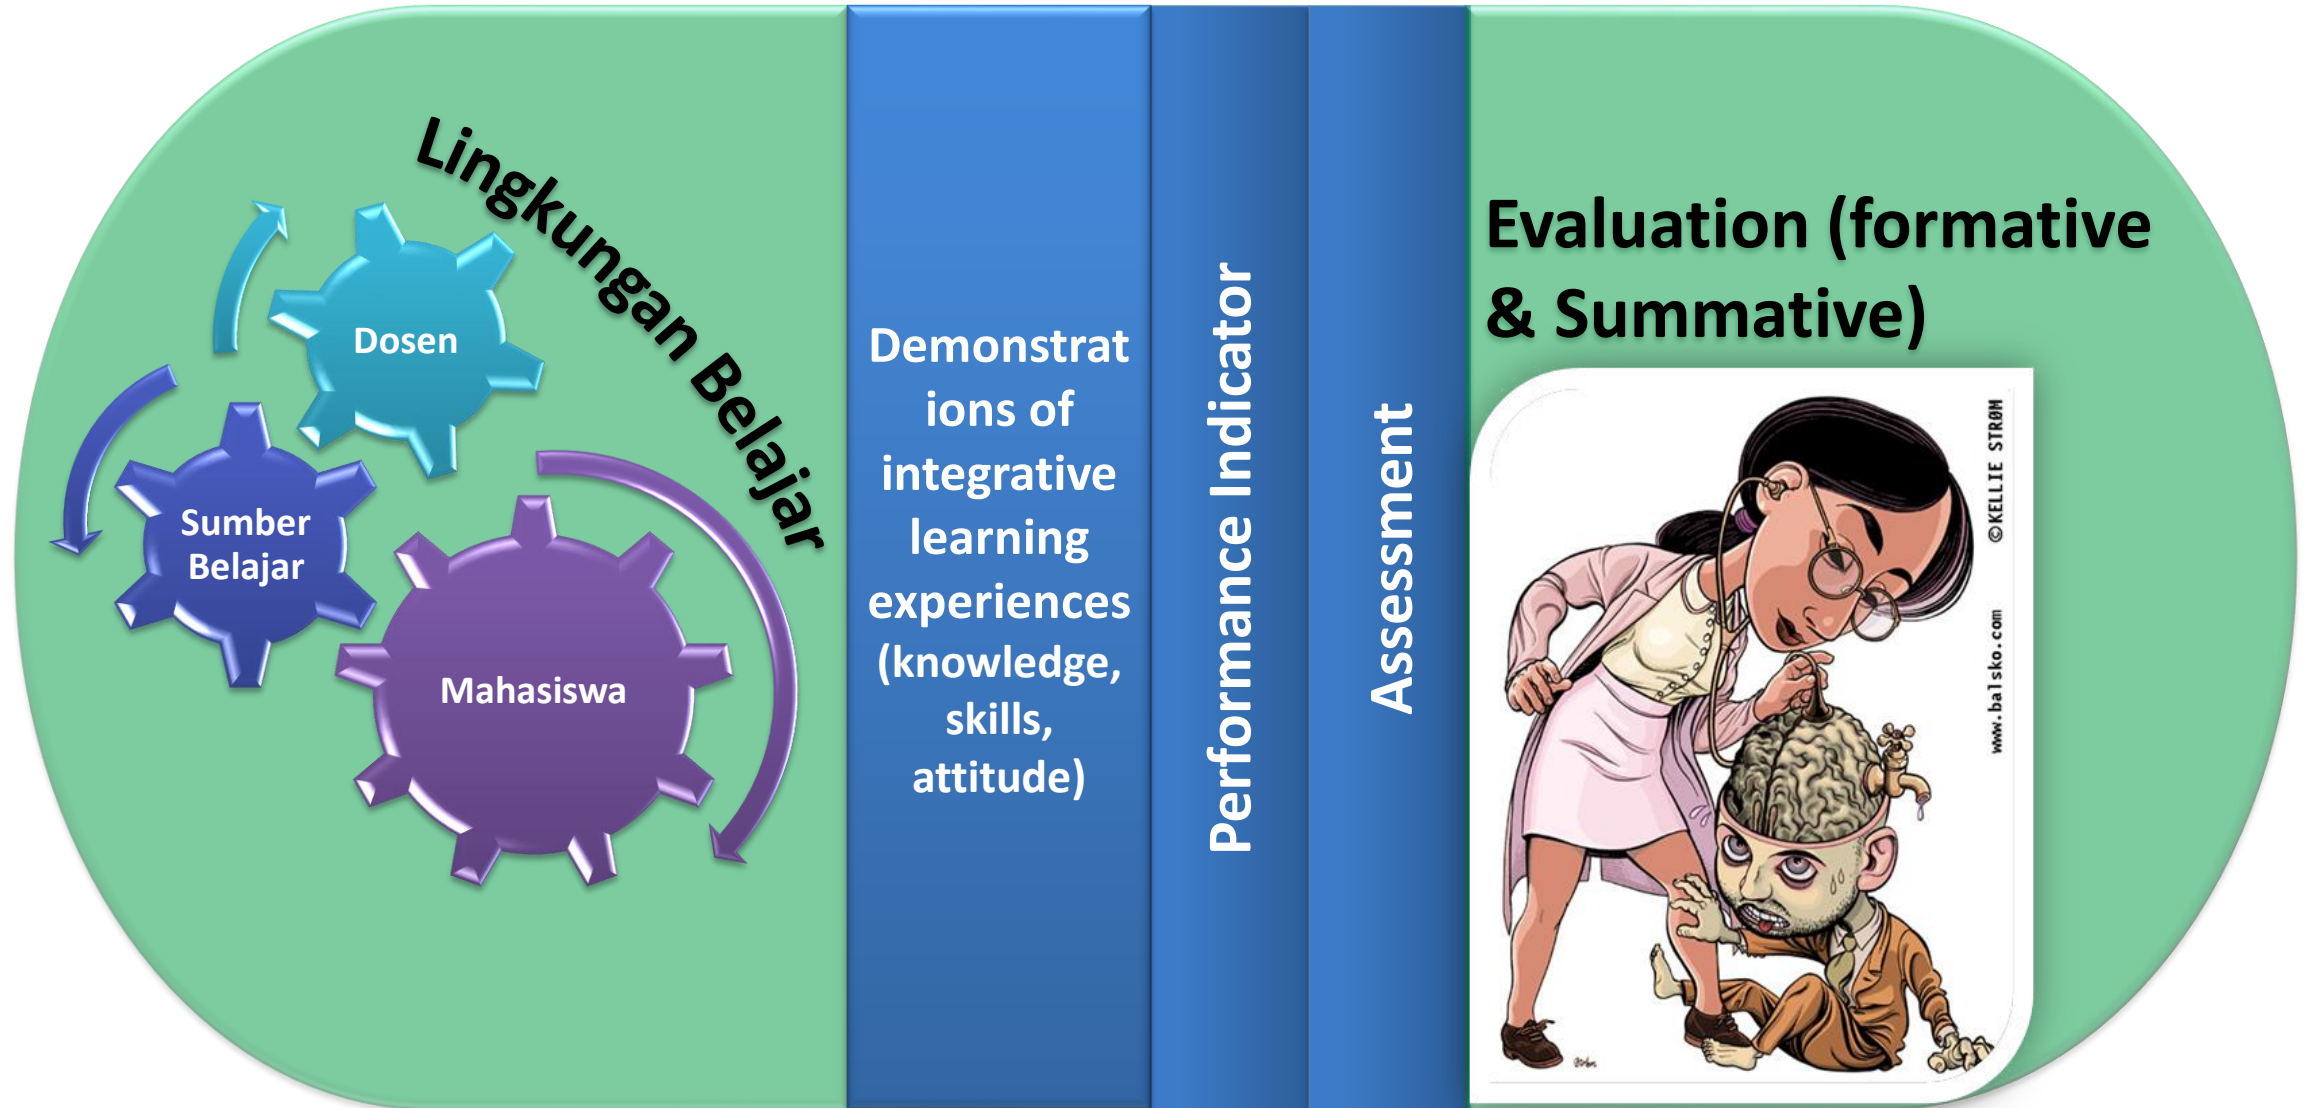 Lingkungan Belajar
Dosen
Sumber
Belajar
Mahasiswa
Demonstrat
ions of
integrative
learning
experiences
(knowledge,
skills,
attitude)
Performance Indicator
Assessment
Evaluation (formative
& Summative)
©KELLIE STRØM
www.balsko.com